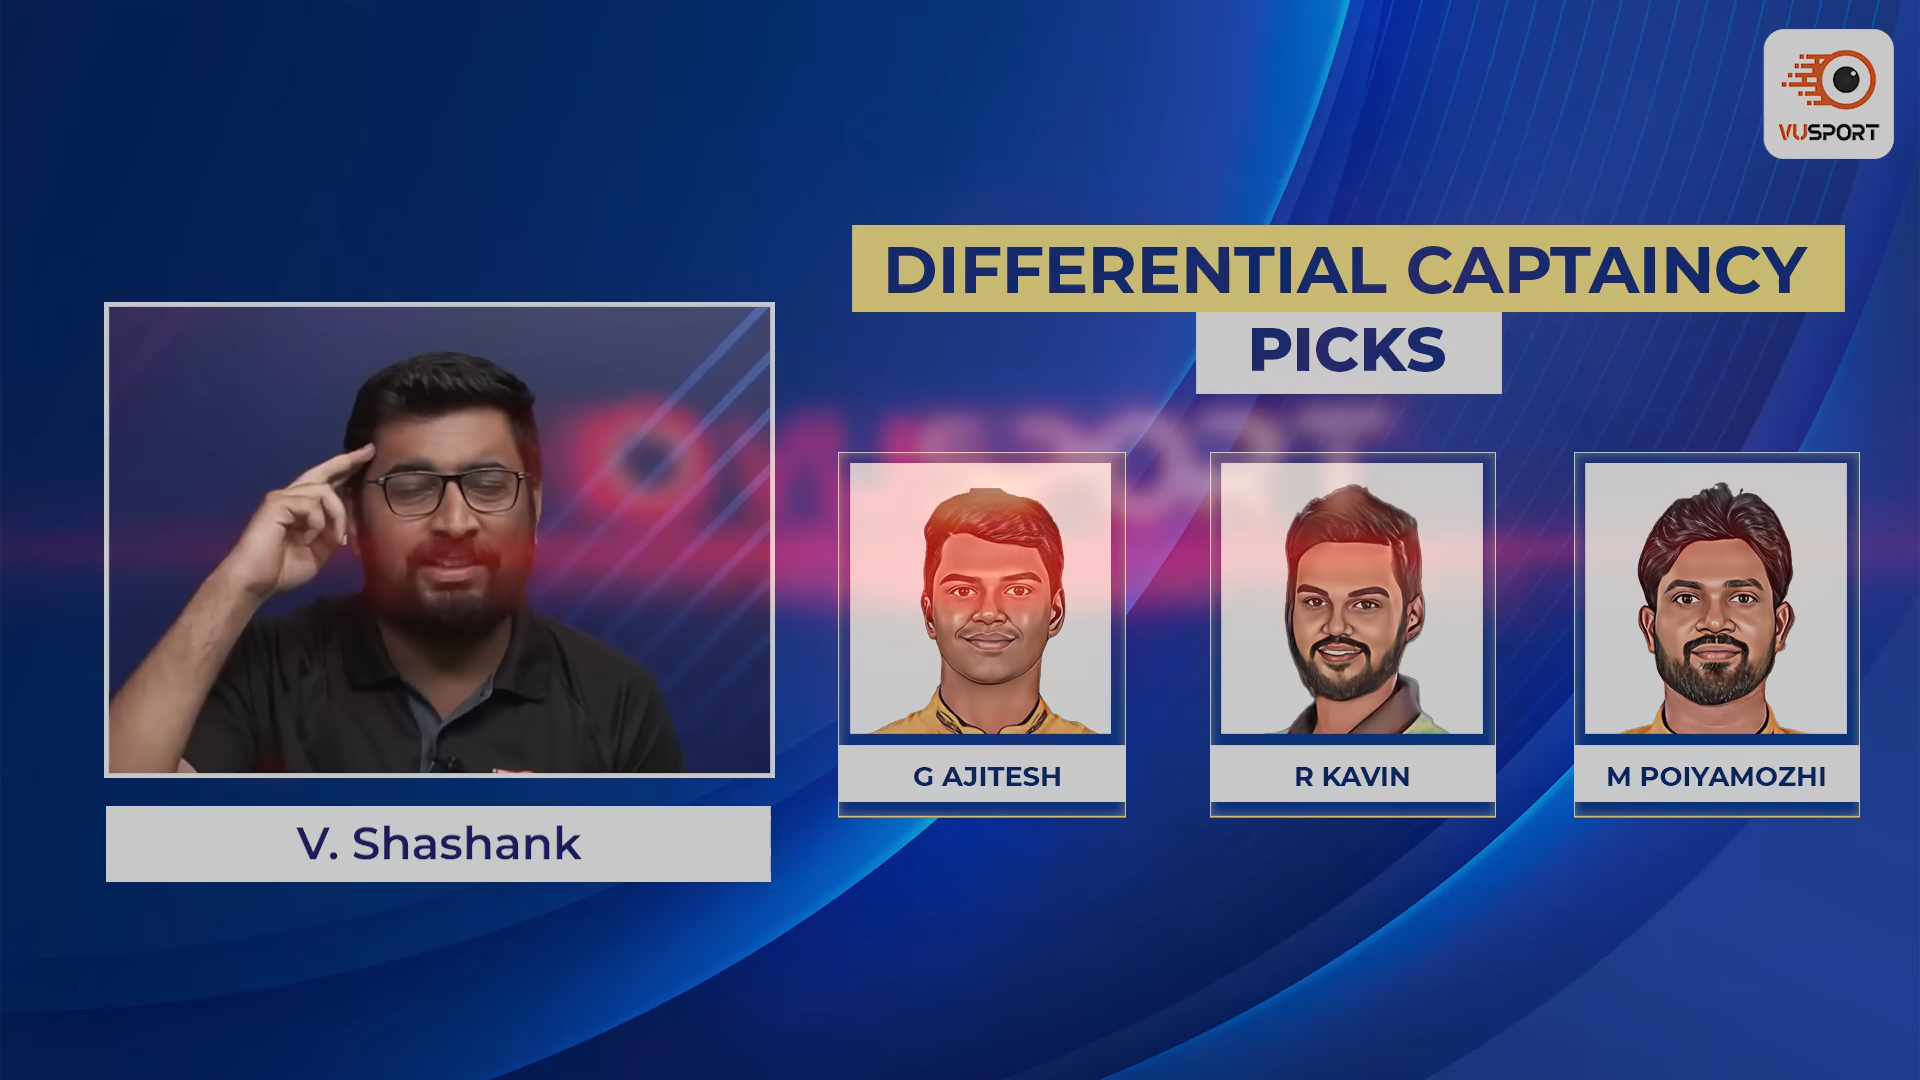 VUSPORT
DIFFERENTIAL CAPTAINCY
PICKS
G AJITESH
R KAVIN
M POIYAMOZHI
V. Shashank